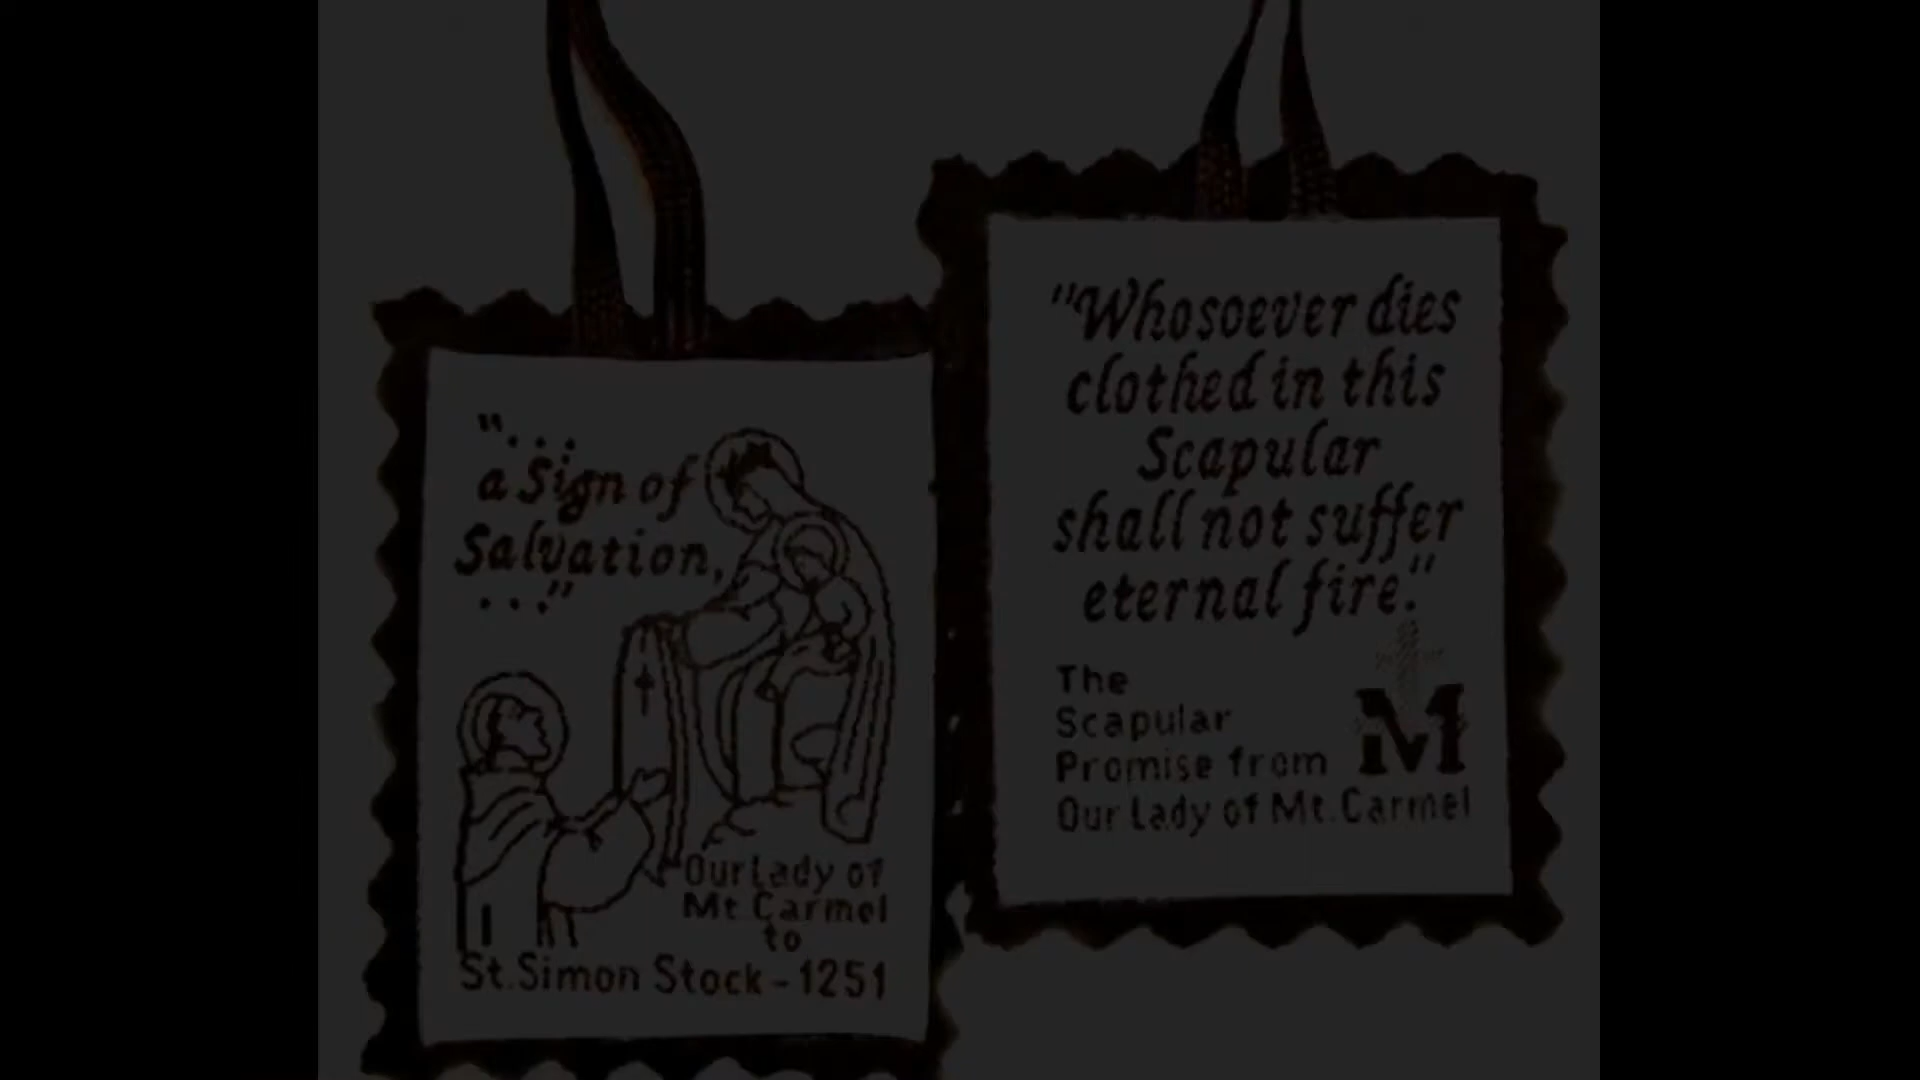 "...
a Sign of
Salvation,
..."
Our Lady of
Mt. Carmel
to
St. Simon Stock - 1251
"Whosoever dies
clothed in this
Scapular
shall not suffer
eternal fire."
The
Scapular
Promise from
Our Lady of Mt. Carmel
M